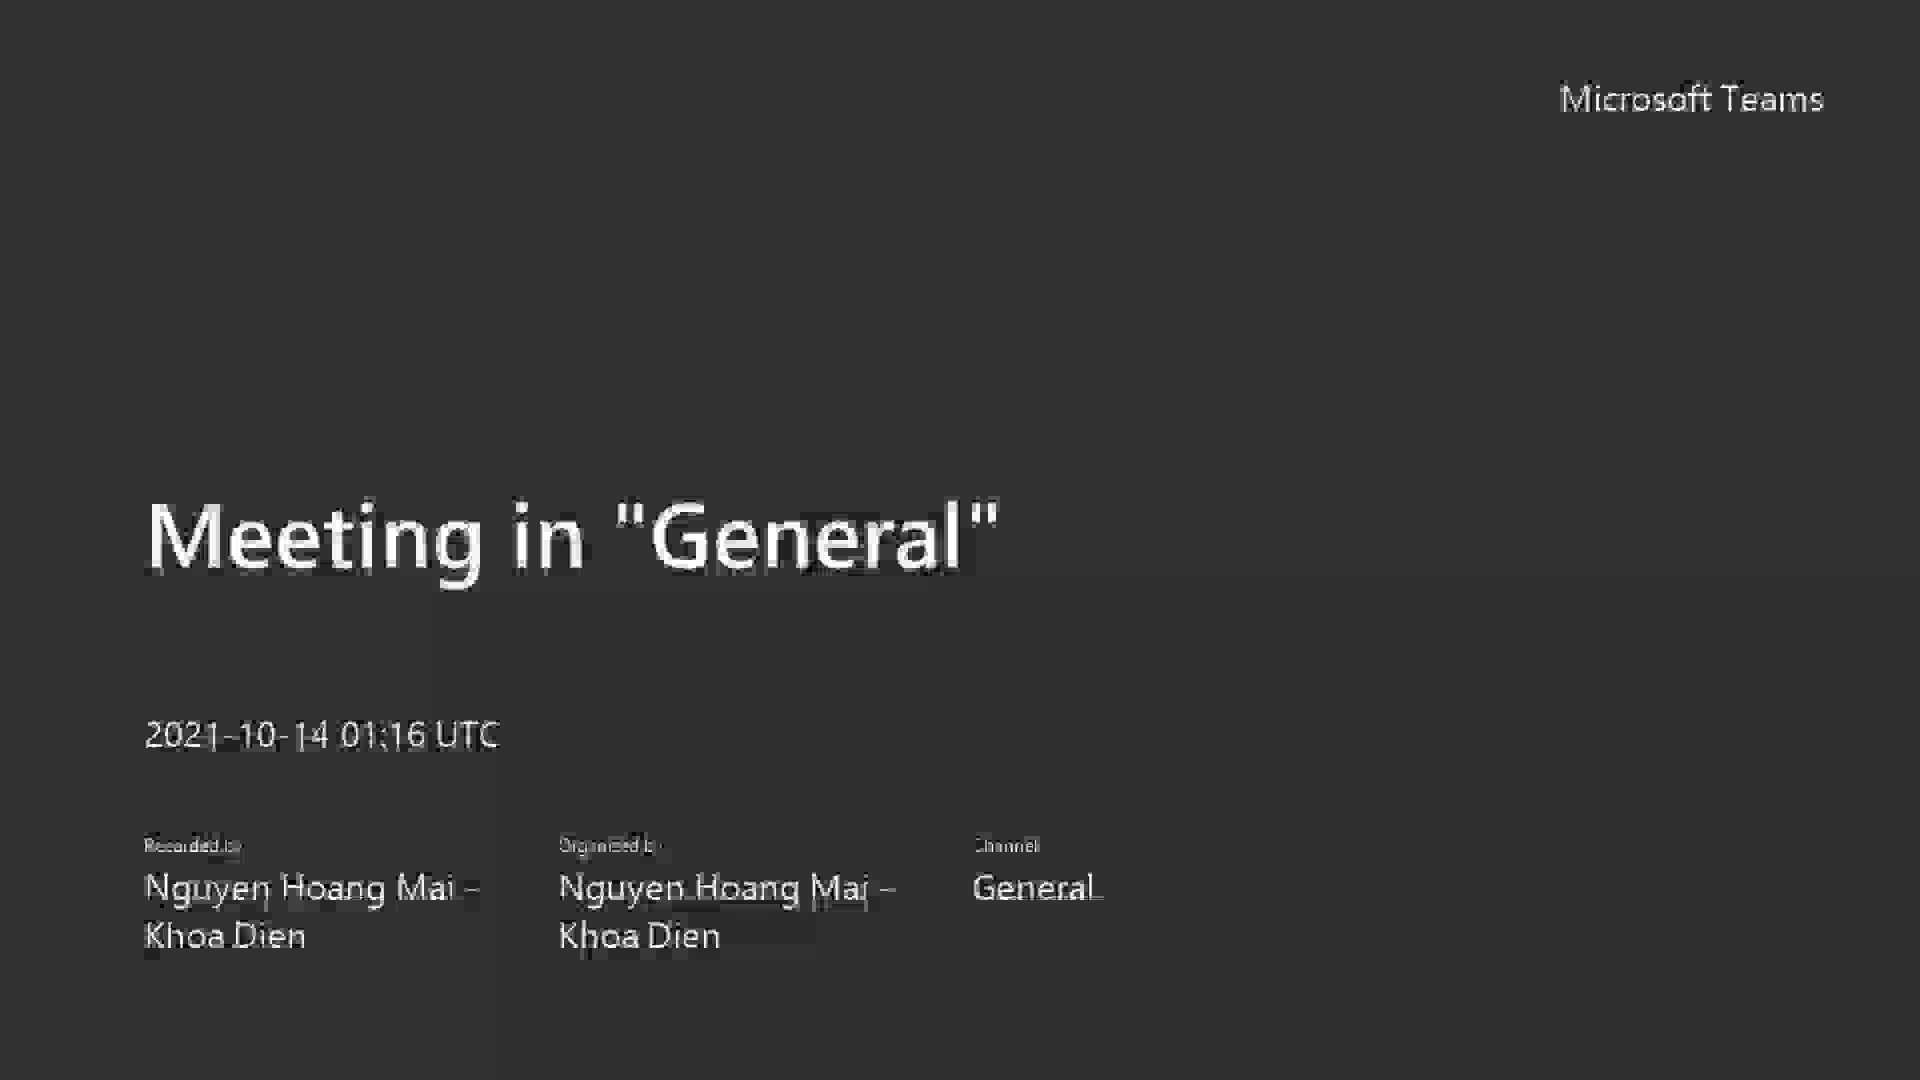 Microsoft Teams
Meeting in "General"
2021-10-14 01:16 UTC
Recorded by
Organized by
Channel
Nguyen Hoang Mai -
Nguyen Hoang Mai -
General
Khoa Dien
Khoa Dien